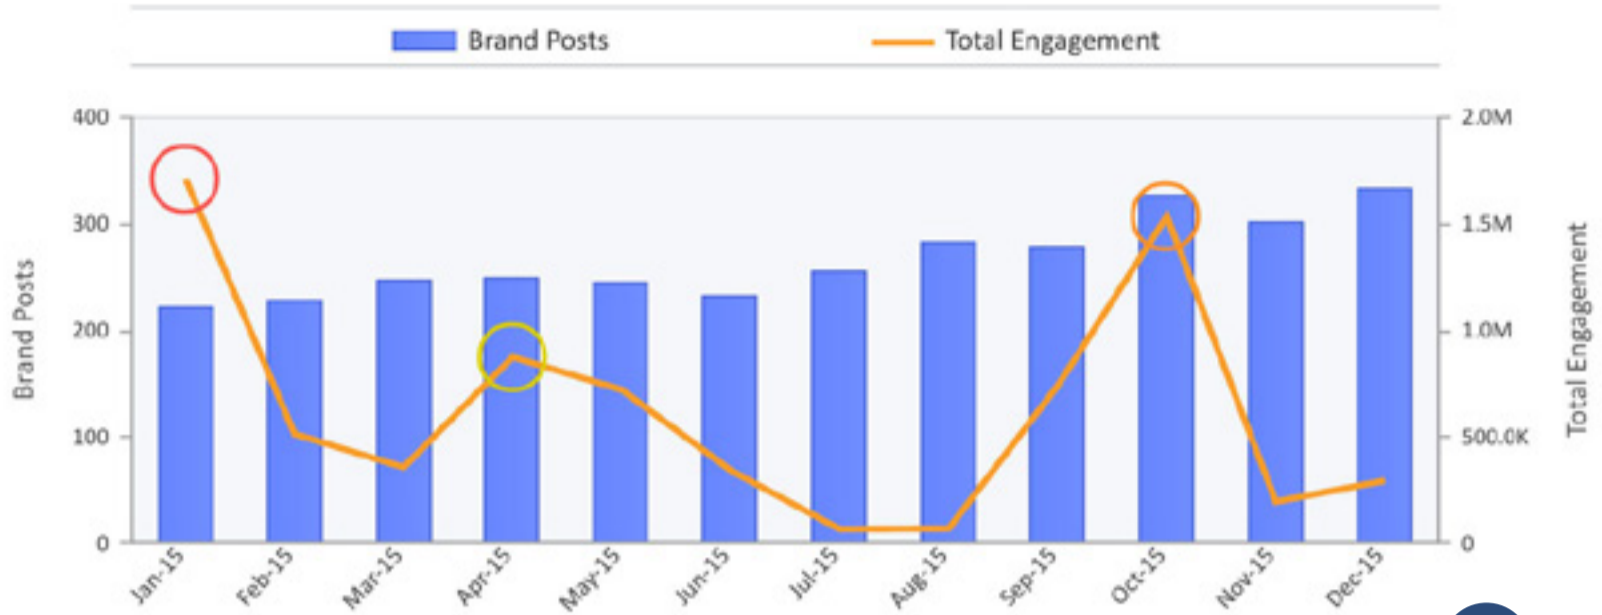 Brand Posts Total Engagement
400 2.0M
300 1.5M
200 1.0M
100 500.0K
0 0
Brand Posts
Total Engagement
Jan-15 Feb-15 Mar-15 Apr-15 May-15 Jun-15 Jul-15 Aug-15 Sep-15 Oct-15 Nov-15 Dec-15